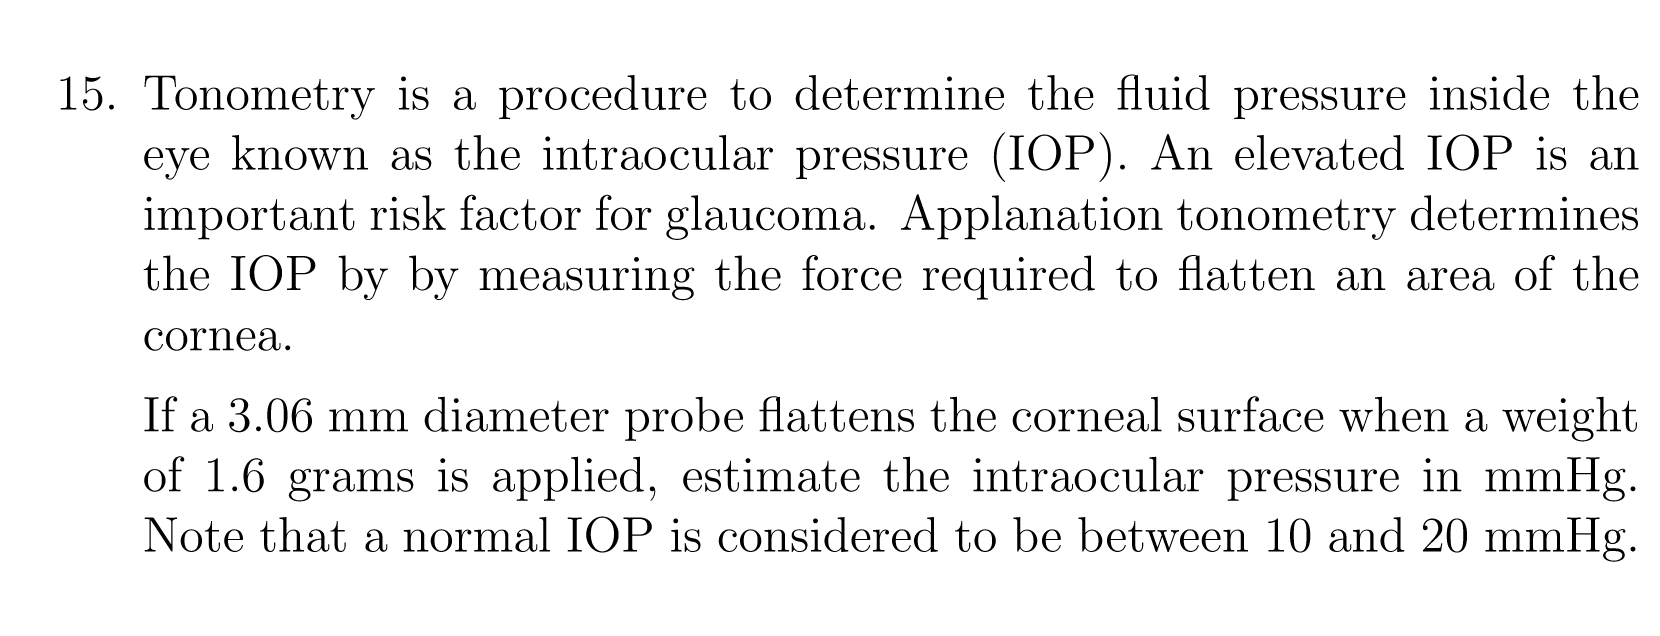 15. Tonometry is a procedure to determine the fluid pressure inside the
eye known as the intraocular pressure (IOP). An elevated IOP is an
important risk factor for glaucoma. Applanation tonometry determines
the IOP by by measuring the force required to flatten an area of the
cornea.
If a 3.06 mm diameter probe flattens the corneal surface when a weight
of 1.6 grams is applied, estimate the intraocular pressure in mmHg.
Note that a normal IOP is considered to be between 10 and 20 mmHg.